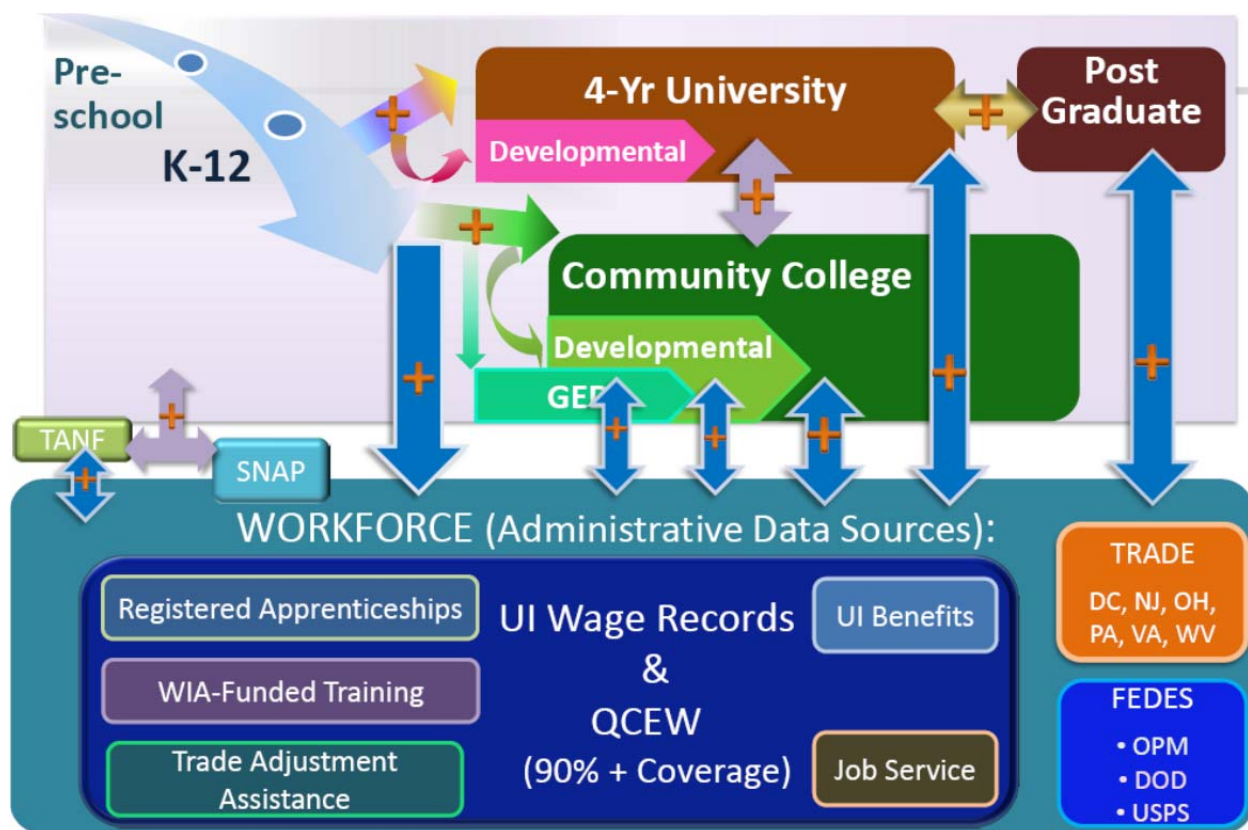 Pre-
school
K-12
4-Yr University
Developmental
Post
Graduate
Community College
Developmental
GED
TANF
SNAP
WORKFORCE (Administrative Data Sources):
Registered Apprenticeships
WIA-Funded Training
Trade Adjustment
Assistance
UI Wage Records
&
QCEW
(90% + Coverage)
UI Benefits
Job Service
TRADE
DC, NJ, OH,
PA, VA, WV
FEDES
• OPM
• DOD
• USPS